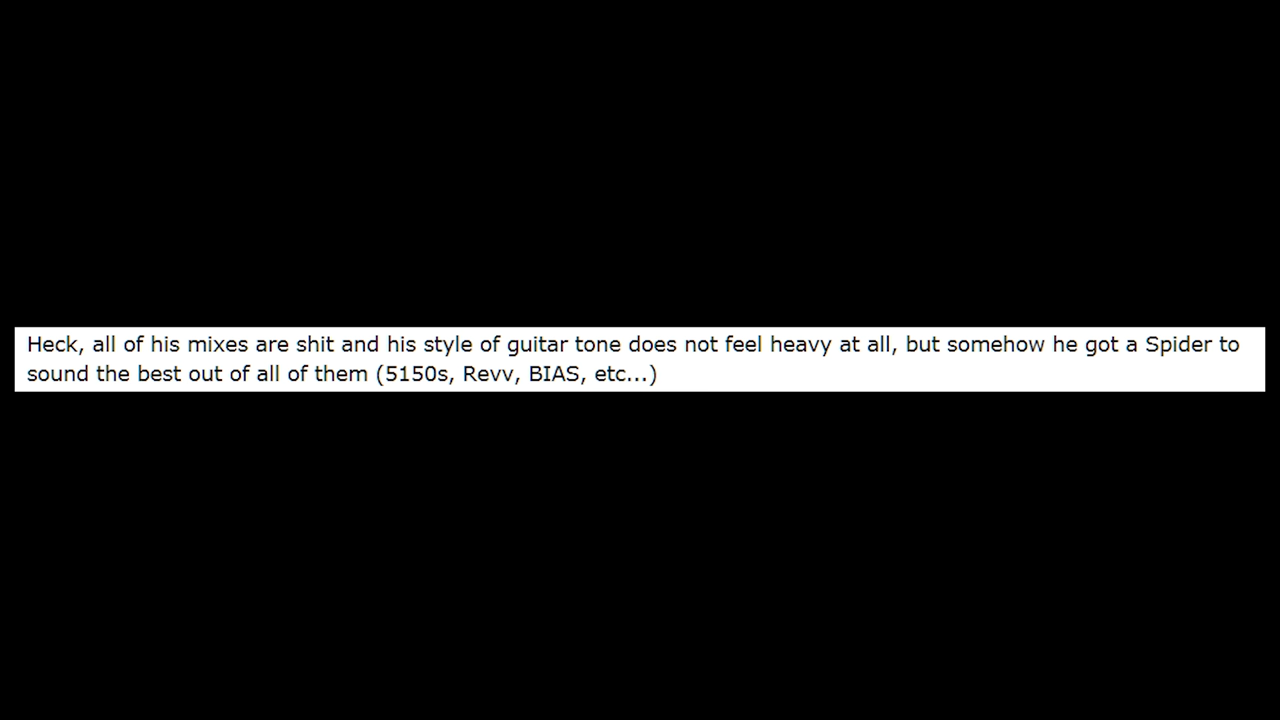 Heck, all of his mixes are shit and his style of guitar tone does not feel heavy at all, but somehow he got a Spider to
sound the best out of all of them (5150s, Revv, BIAS, etc...)